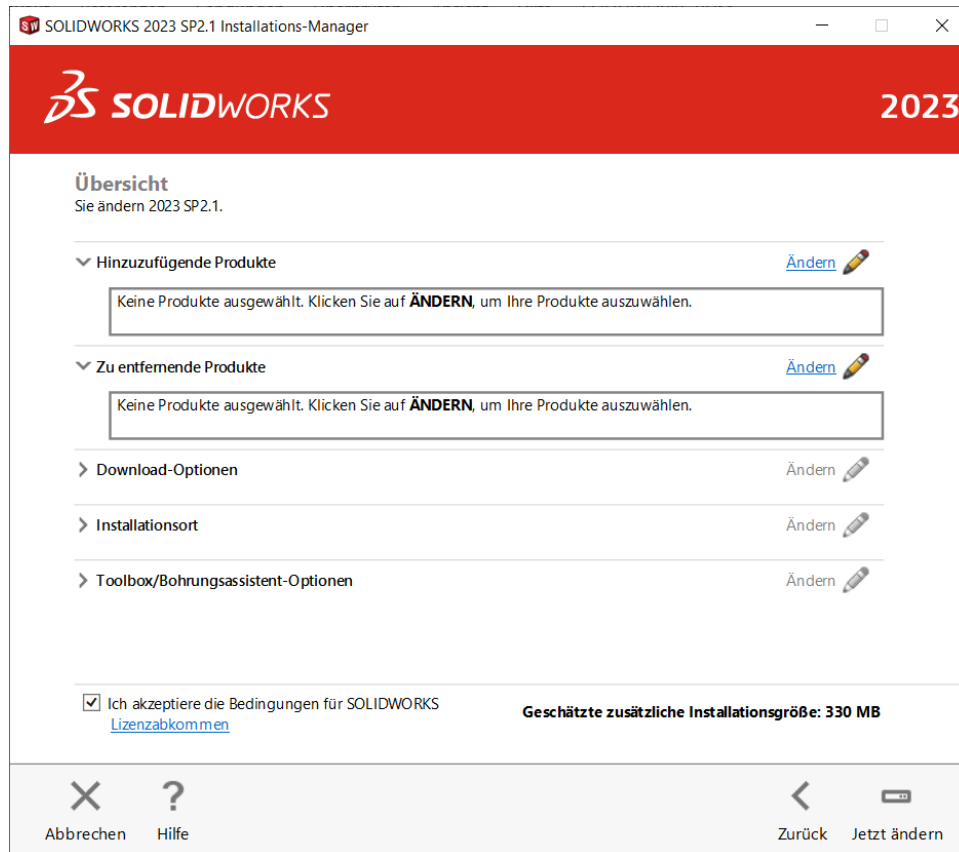 SOLIDWORKS 2023 SP2.1 Installations-Manager
SOLIDWORKS 2023
Übersicht
Sie ändern 2023 SP2.1.
Hinzuzufügende Produkte Ändern
Keine Produkte ausgewählt. Klicken Sie auf ÄNDERN, um Ihre Produkte auszuwählen.
Zu entfernende Produkte Ändern
Keine Produkte ausgewählt. Klicken Sie auf ÄNDERN, um Ihre Produkte auszuwählen.
Download-Optionen Ändern
Installationsort Ändern
Toolbox/Bohrungsassistent-Optionen Ändern
Ich akzeptiere die Bedingungen für SOLIDWORKS
Lizenzabkommen
Geschätzte zusätzliche Installationsgröße: 330 MB
Abbrechen Hilfe Zurück Jetzt ändern